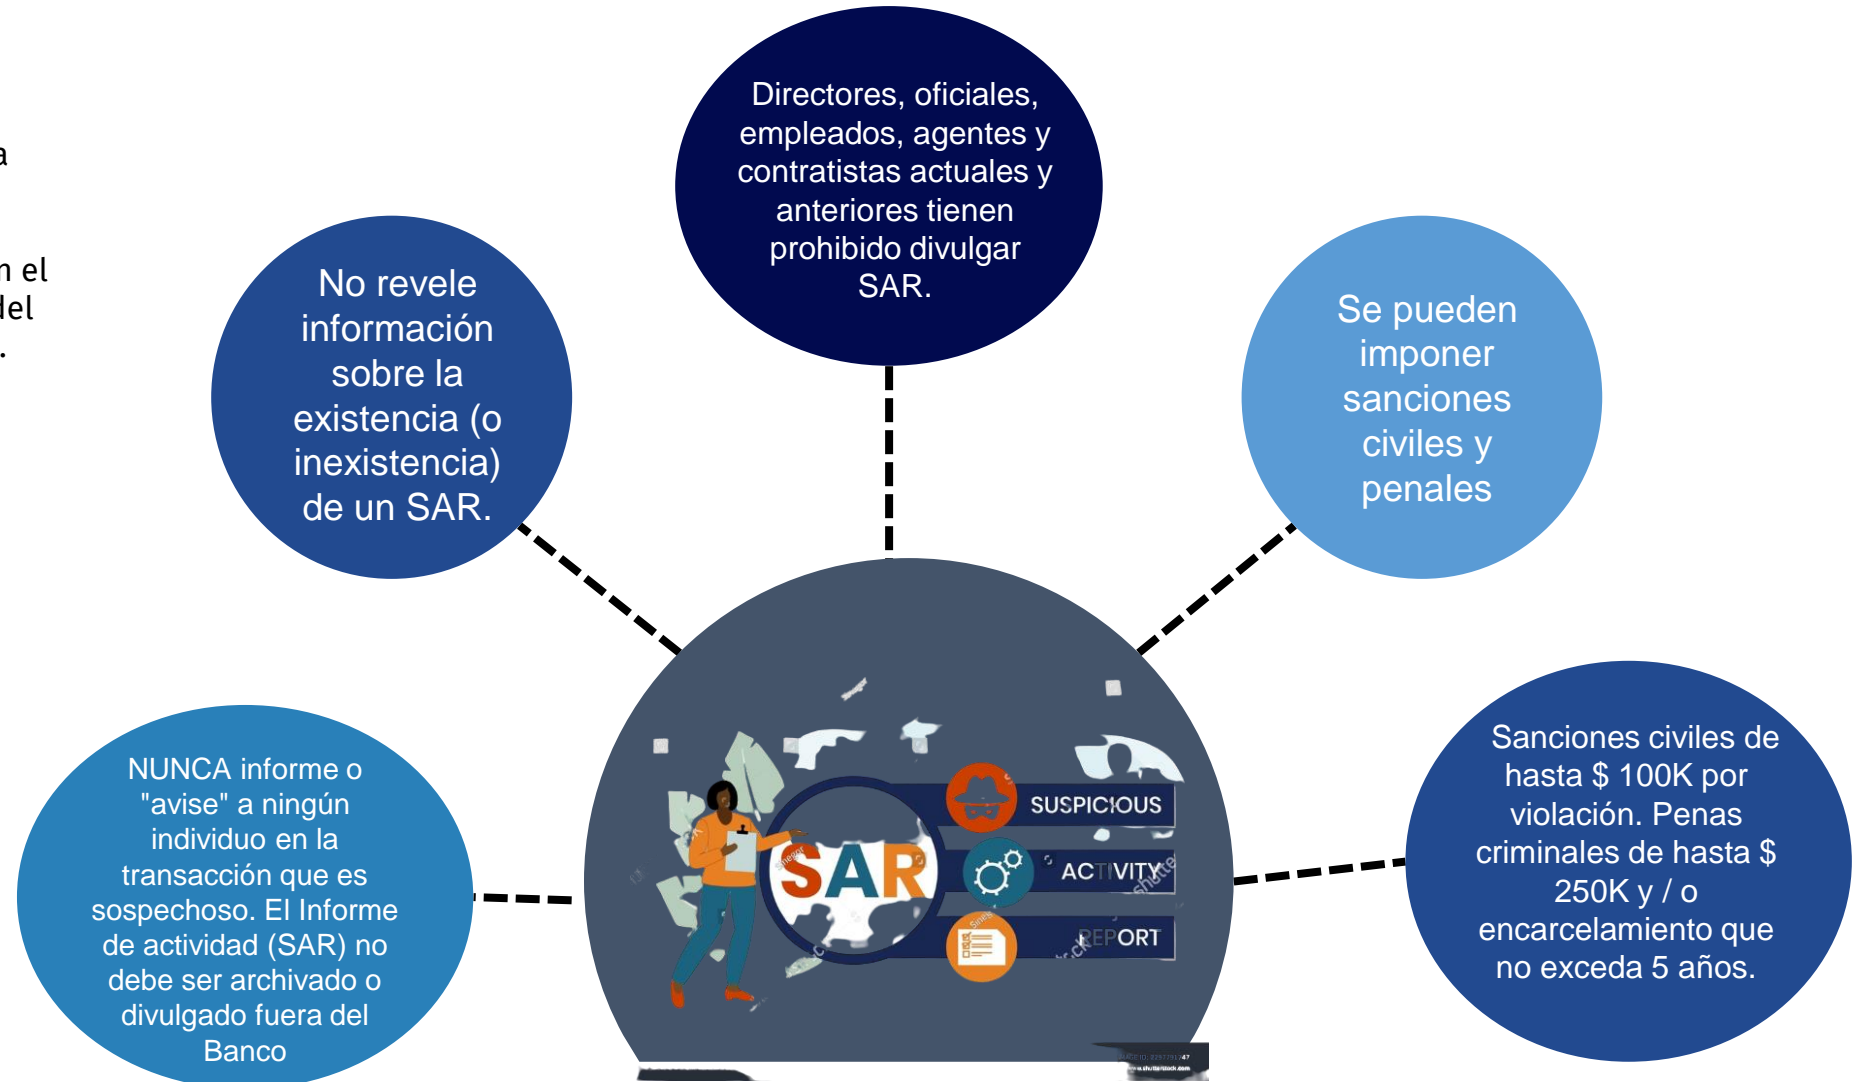 a
n el
del
.
Directores, oficiales,
empleados, agentes y
contratistas actuales y
anteriores tienen
prohibido divulgar
SAR.
No revele
información
sobre la
existencia (o
inexistencia)
de un SAR.
Se pueden
imponer
sanciones
civiles y
penales
NUNCA informe o
"avise" a ningún
individuo en la
transacción que es
sospechoso. El Informe
de actividad (SAR) no
debe ser archivado o
divulgado fuera del
Banco
SAR
SUSPICIOUS
ACTIVITY
REPORT
Sanciones civiles de
hasta $ 100K por
violación. Penas
criminales de hasta $
250K y / o
encarcelamiento que
no exceda 5 años.
www.shutterstock.com